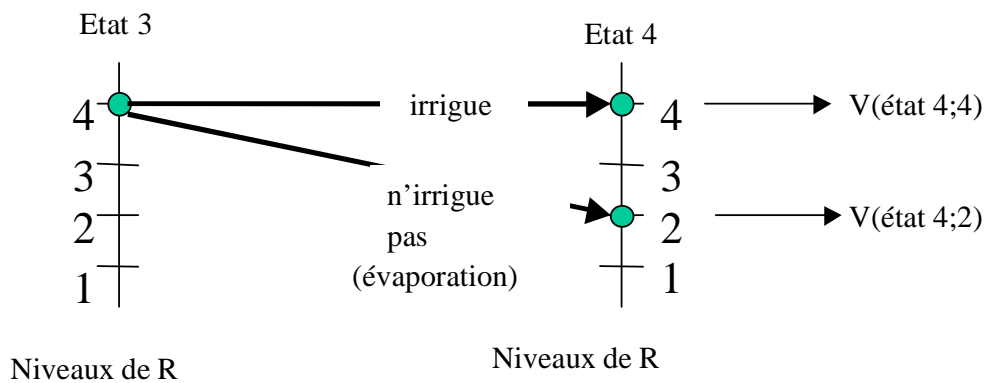 Etat 3
Etat 4
4
irrigue
4
V(état 4;4)
3
3
n’irrigue
pas
(évaporation)
2
2
V(état 4;2)
1
1
Niveaux de R
Niveaux de R